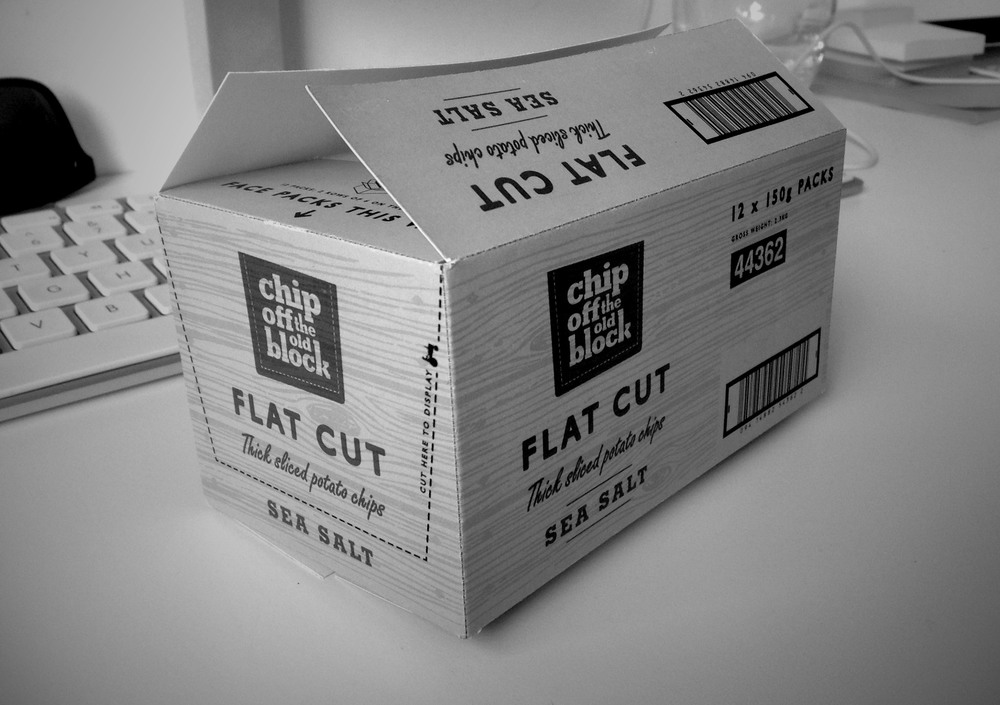 SEA SALT
Thick sliced potato chips
FLAT CUT
FACE PACKS THIS
chip
off the
old
block
FLAT CUT
Thick sliced potato chips
SEA SALT
CUT HERE TO DISPLAY
12 x 150g PACKS
44362
chip
off the
old
block
FLAT CUT
Thick sliced potato chips
SEA SALT
T
Y
G
H
V
B